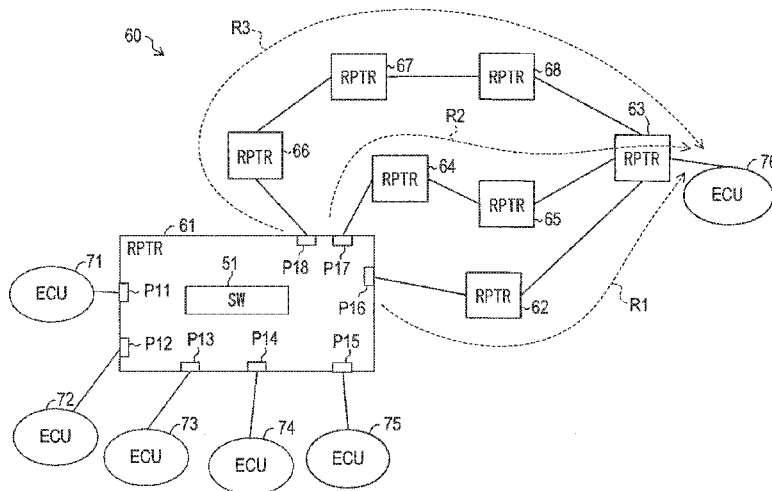 60
R3
RPTR
67
RPTR
68
R2
63
RPTR
66
RPTR
64
RPTR
76
ECU
RPTR
65
61
RPTR
P18
P17
71
ECU
P11
51
SW
P16
RPTR
62
R1
P12
P13
P14
P15
72
ECU
73
ECU
74
ECU
75
ECU